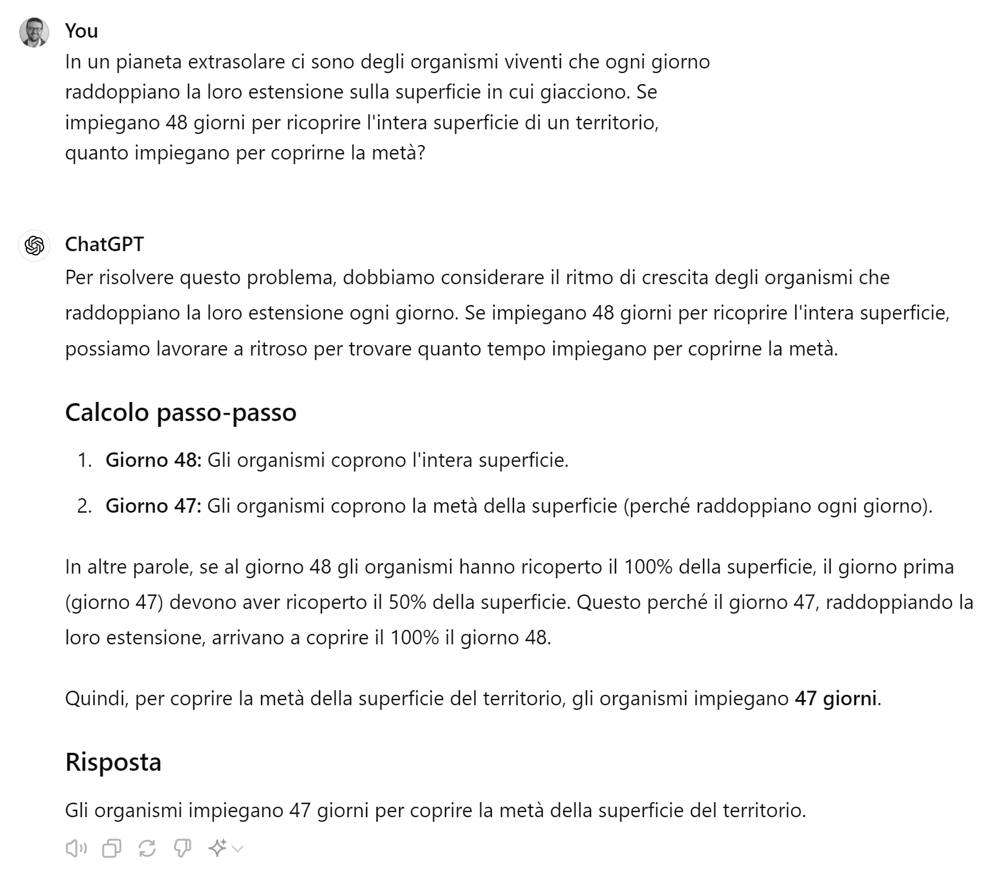 You
In un pianeta extrasolare ci sono degli organismi viventi che ogni giorno
raddoppiano la loro estensione sulla superficie in cui giacciono. Se
impiegano 48 giorni per ricoprire l'intera superficie di un territorio,
quanto impiegano per coprirne la metà?
ChatGPT
Per risolvere questo problema, dobbiamo considerare il ritmo di crescita degli organismi che
raddoppiano la loro estensione ogni giorno. Se impiegano 48 giorni per ricoprire l'intera superficie,
possiamo lavorare a ritroso per trovare quanto tempo impiegano per coprirne la metà.
Calcolo passo-passo
1. Giorno 48: Gli organismi coprono l'intera superficie.
2. Giorno 47: Gli organismi coprono la metà della superficie (perché raddoppiano ogni giorno).
In altre parole, se al giorno 48 gli organismi hanno ricoperto il 100% della superficie, il giorno prima
(giorno 47) devono aver ricoperto il 50% della superficie. Questo perché il giorno 47, raddoppiando la
loro estensione, arrivano a coprire il 100% il giorno 48.
Quindi, per coprire la metà della superficie del territorio, gli organismi impiegano 47 giorni.
Risposta
Gli organismi impiegano 47 giorni per coprire la metà della superficie del territorio.